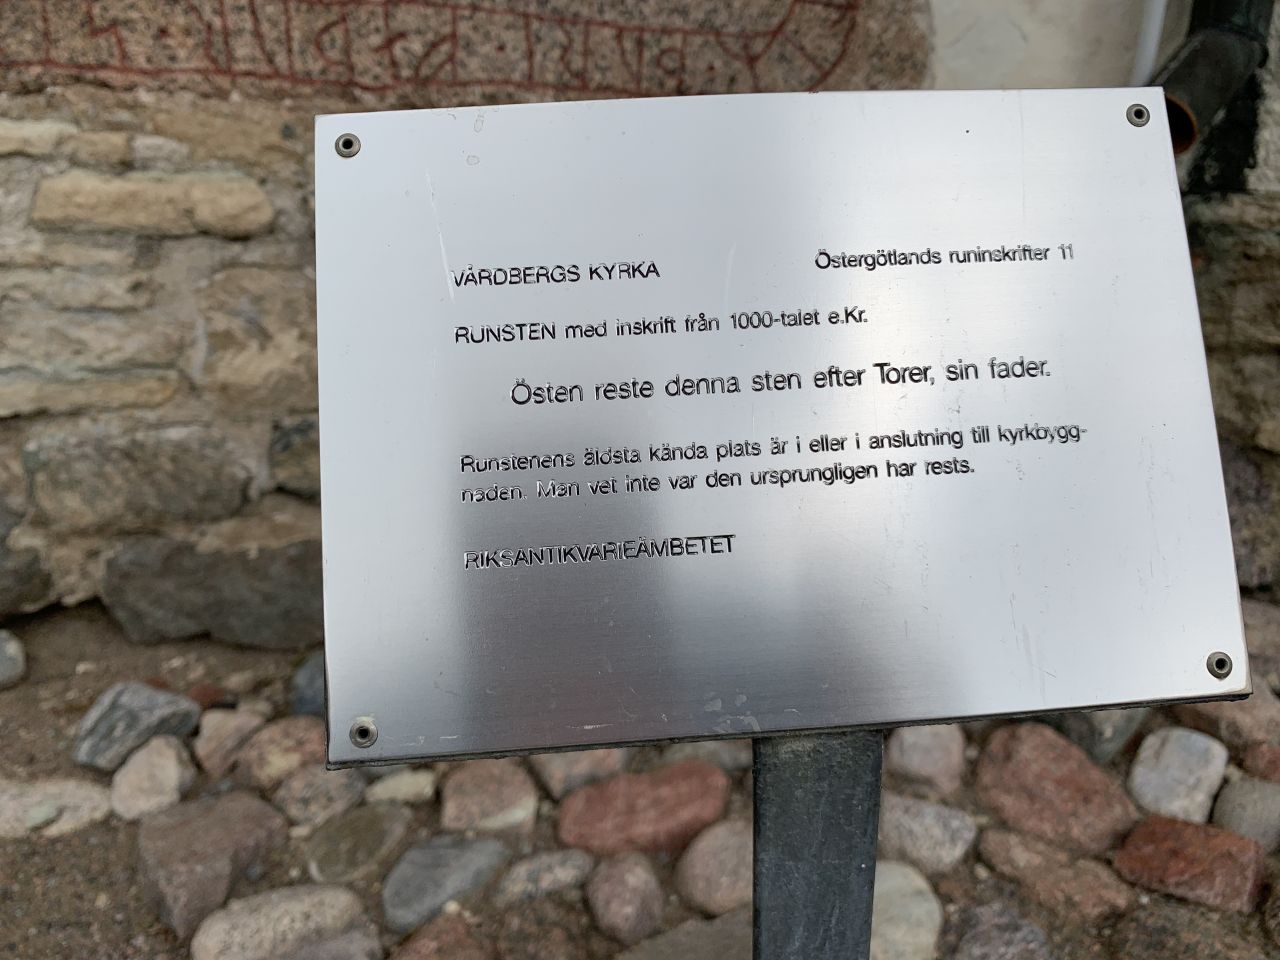 VÅRDBERGS KYRKA Östergötlands runinskrifter 11
RUNSTEN med inskrift från 1000-talet e.Kr.
Östen reste denna sten efter Torer, sin fader.
Runstenens äldsta kända plats är i eller i anslutning till kyrkbygg-
naden. Man vet inte var den ursprungligen har rests.
RIKSANTIKVARIEÄMBETET